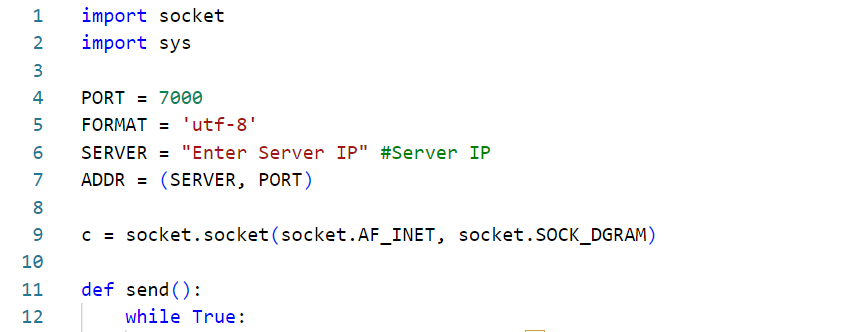 1 import socket
2 import sys
3
4 PORT = 7000
5 FORMAT = 'utf-8'
6 SERVER = "Enter Server IP" #Server IP
7 ADDR = (SERVER, PORT)
8
9 c = socket.socket(socket.AF_INET, socket.SOCK_DGRAM)
10
11 def send():
12     while True: